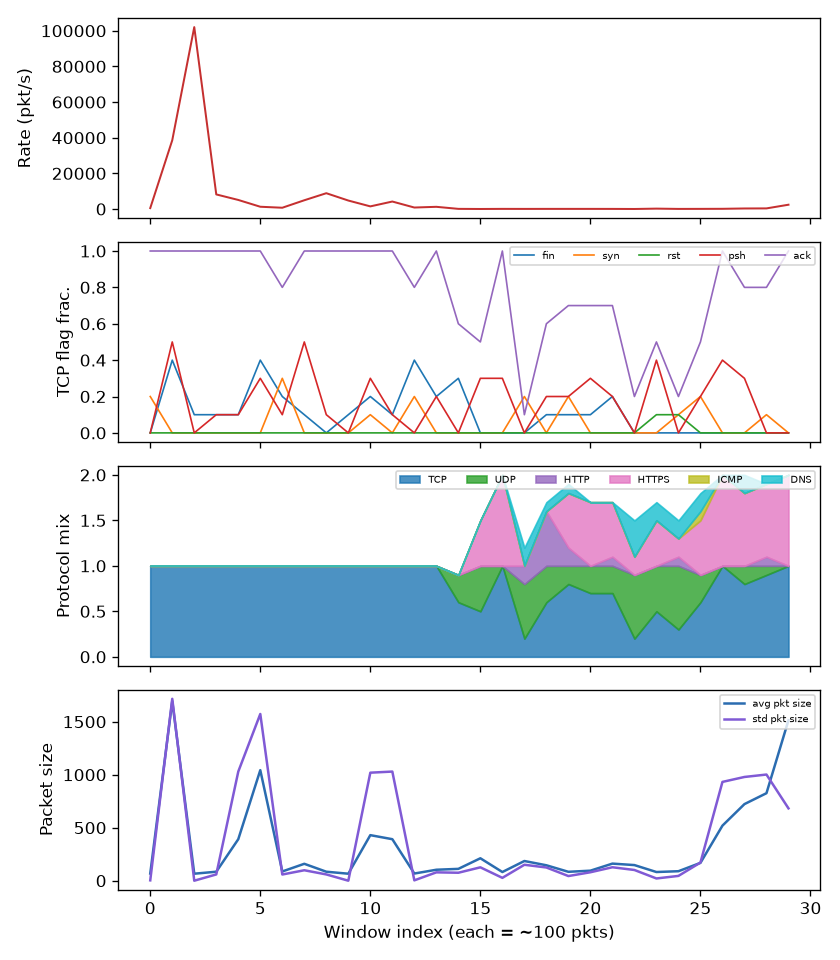 Rate (pkt/s)
100000
80000
60000
40000
20000
0
TCP flag frac.
1.0
0.8
0.6
0.4
0.2
0.0
fin syn rst psh ack
Protocol mix
2.0
1.5
1.0
0.5
0.0
TCP UDP HTTP HTTPS ICMP DNS
Packet size
1500
1000
500
0
avg pkt size
std pkt size
0 5 10 15 20 25 30
Window index (each = ~100 pkts)